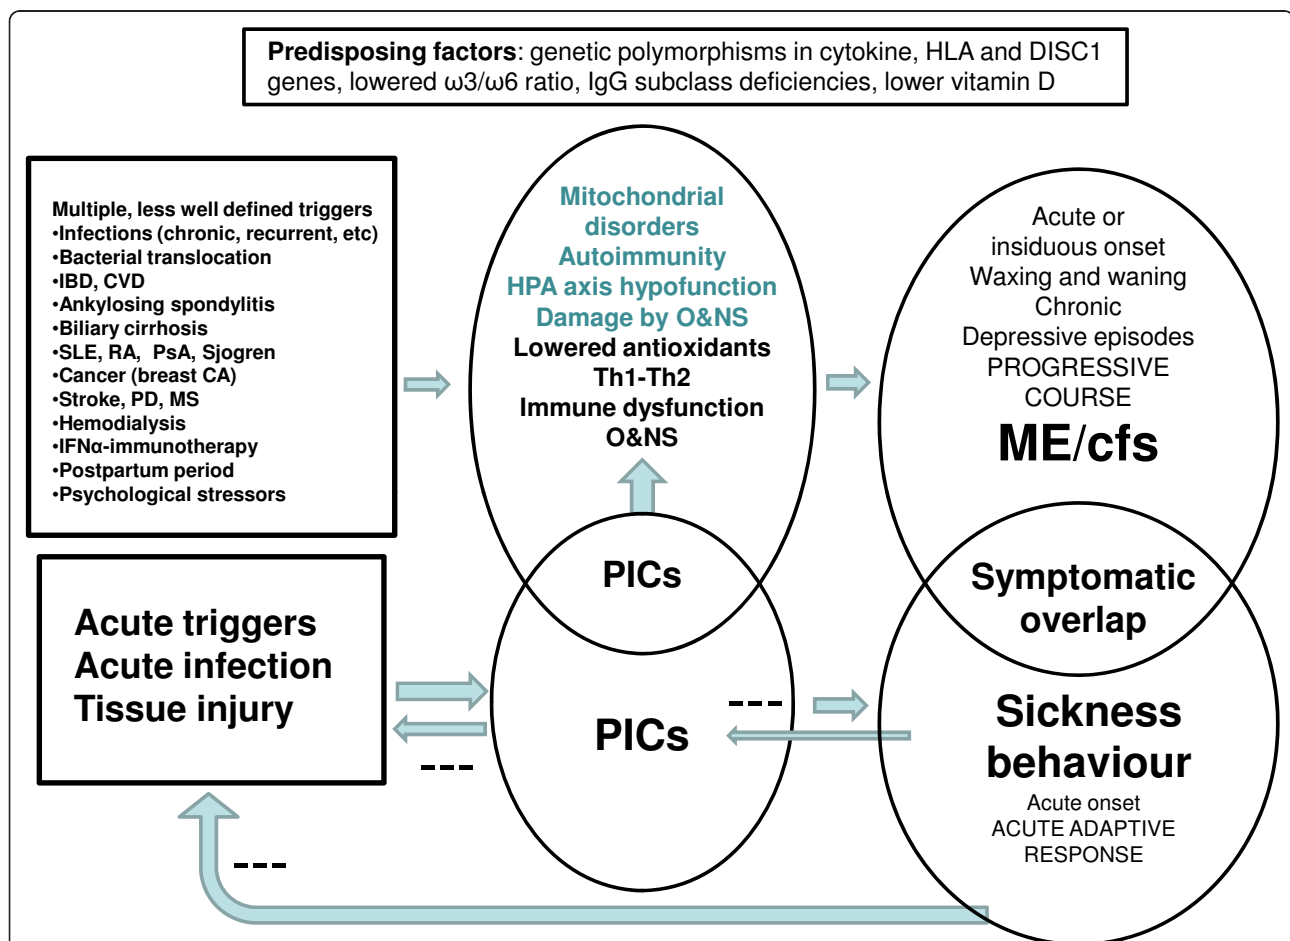 Predisposing factors: genetic polymorphisms in cytokine, HLA and DISC1
genes, lowered ω3/ω6 ratio, IgG subclass deficiencies, lower vitamin D
Multiple, less well defined triggers
•Infections (chronic, recurrent, etc)
•Bacterial translocation
•IBD, CVD
•Ankylosing spondylitis
•Biliary cirrhosis
•SLE, RA, PsA, Sjogren
•Cancer (breast CA)
•Stroke, PD, MS
•Hemodialysis
•IFNα-immunotherapy
•Postpartum period
•Psychological stressors
Mitochondrial
disorders
Autoimmunity
HPA axis hypofunction
Damage by O&NS
Lowered antioxidants
Th1-Th2
Immune dysfunction
O&NS
Acute or
insiduous onset
Waxing and waning
Chronic
Depressive episodes
PROGRESSIVE
COURSE
ME/cfs
PICs
Symptomatic
overlap
Acute triggers
Acute infection
Tissue injury
---
PICs
---
Sickness
behaviour
Acute onset
ACUTE ADAPTIVE
RESPONSE
---